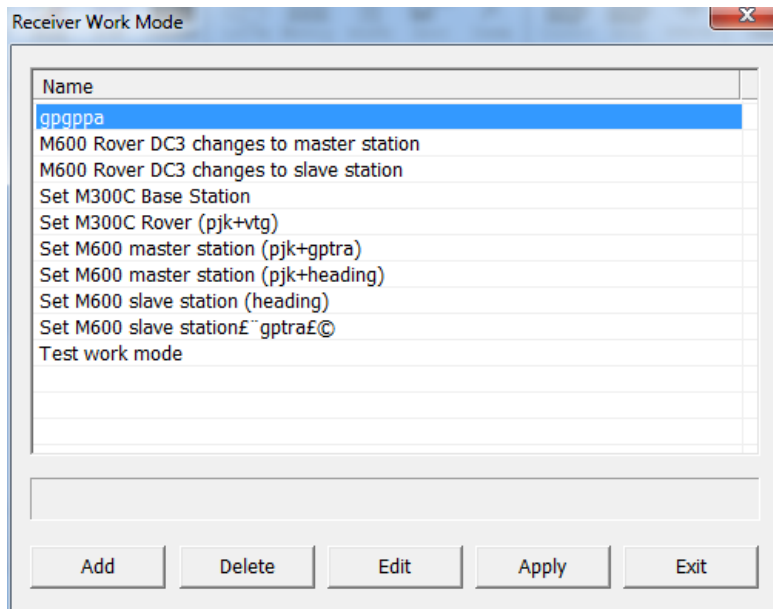 Receiver Work Mode
Name
gpgppa
M600 Rover DC3 changes to master station
M600 Rover DC3 changes to slave station
Set M300C Base Station
Set M300C Rover (pjk+vtg)
Set M600 master station (pjk+gptra)
Set M600 master station (pjk+heading)
Set M600 slave station (heading)
Set M600 slave station£¨gptra£©
Test work mode
Add Delete Edit Apply Exit